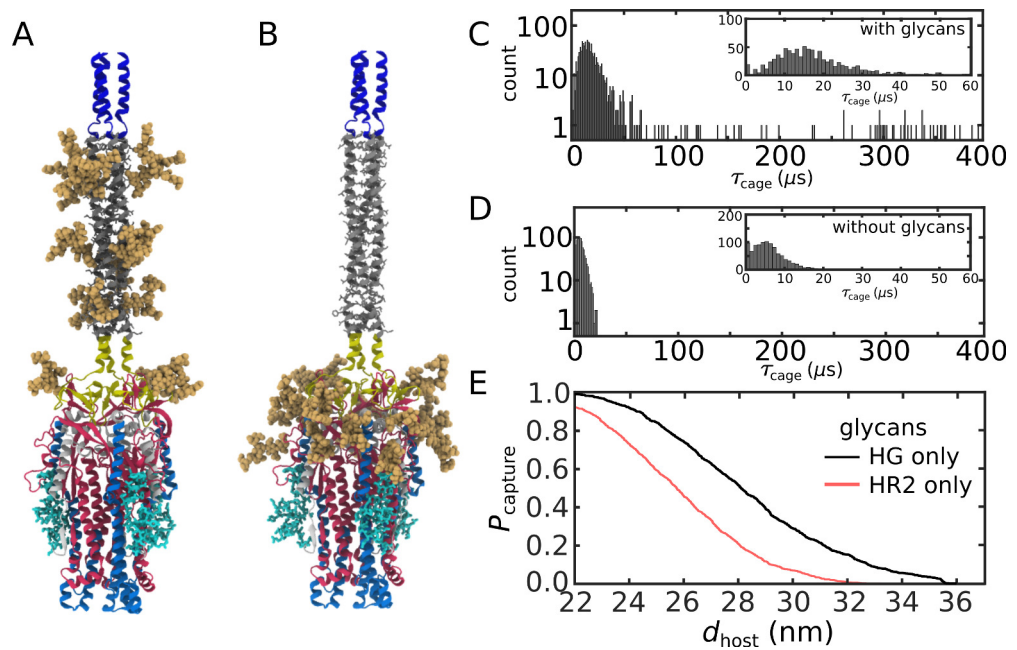 A
B
C
100
10
1
count
0
100
200
300
400
τcage (μs)
with glycans
100
50
0
0
10
20
30
40
50
60
τcage (μs)
D
100
10
1
count
0
100
200
300
400
τcage (μs)
without glycans
200
100
0
0
10
20
30
40
50
60
τcage (μs)
E
1.0
0.8
0.6
0.4
0.2
0.0
Pcapture
glycans
HG only
HR2 only
22
24
26
28
30
32
34
36
dhost (nm)